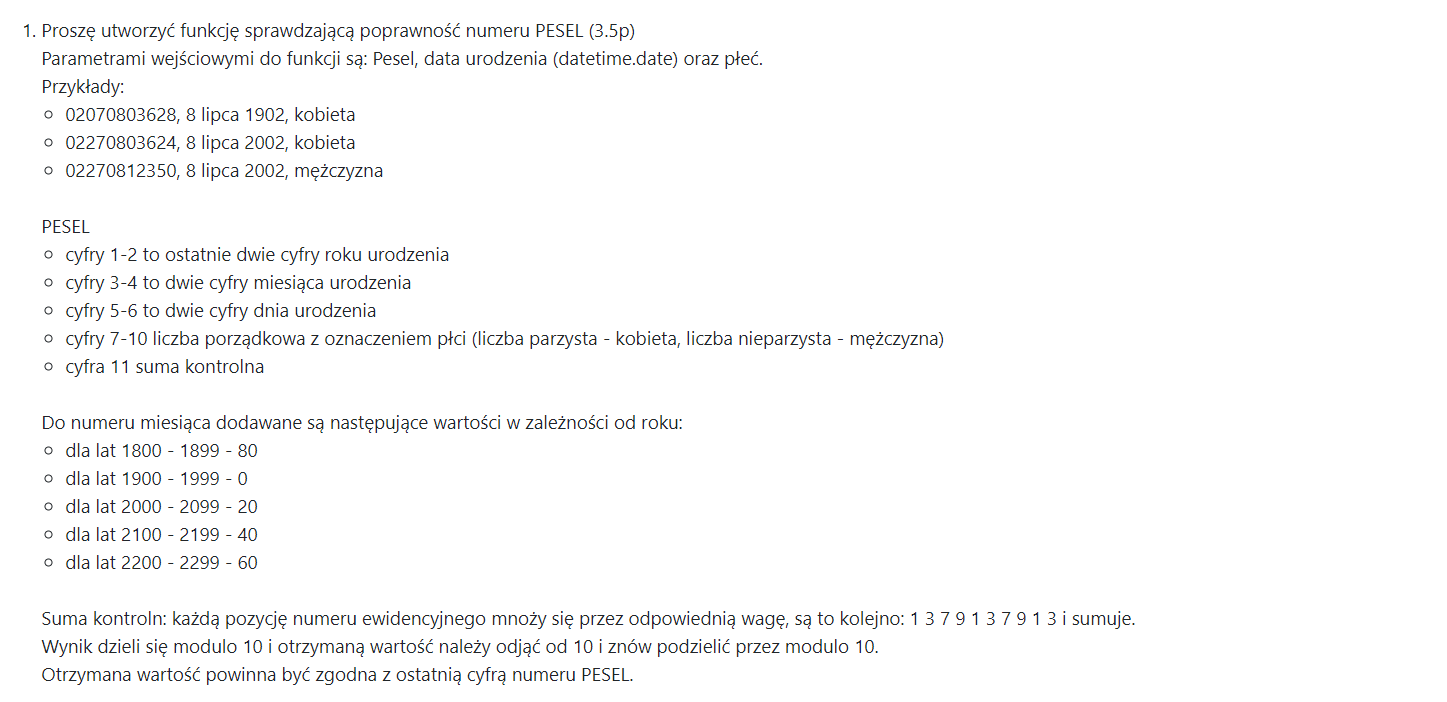 1. Proszę utworzyć funkcję sprawdzającą poprawność numeru PESEL (3.5p)
Parametrami wejściowymi do funkcji są: Pesel, data urodzenia (datetime.date) oraz płeć.
Przykłady:
02070803628, 8 lipca 1902, kobieta
02270803624, 8 lipca 2002, kobieta
02270812350, 8 lipca 2002, mężczyzna
PESEL
cyfry 1-2 to ostatnie dwie cyfry roku urodzenia
cyfry 3-4 to dwie cyfry miesiąca urodzenia
cyfry 5-6 to dwie cyfry dnia urodzenia
cyfry 7-10 liczba porządkowa z oznaczeniem płci (liczba parzysta - kobieta, liczba nieparzysta - mężczyzna)
cyfra 11 suma kontrolna
Do numeru miesiąca dodawane są następujące wartości w zależności od roku:
dla lat 1800 - 1899 - 80
dla lat 1900 - 1999 - 0
dla lat 2000 - 2099 - 20
dla lat 2100 - 2199 - 40
dla lat 2200 - 2299 - 60
Suma kontroln: każdą pozycję numeru ewidencyjnego mnoży się przez odpowiednią wagę, są to kolejno: 1 3 7 9 1 3 7 9 1 3 i sumuje.
Wynik dzieli się modulo 10 i otrzymaną wartość należy odjąć od 10 i znów podzielić przez modulo 10.
Otrzymana wartość powinna być zgodna z ostatnią cyfrą numeru PESEL.